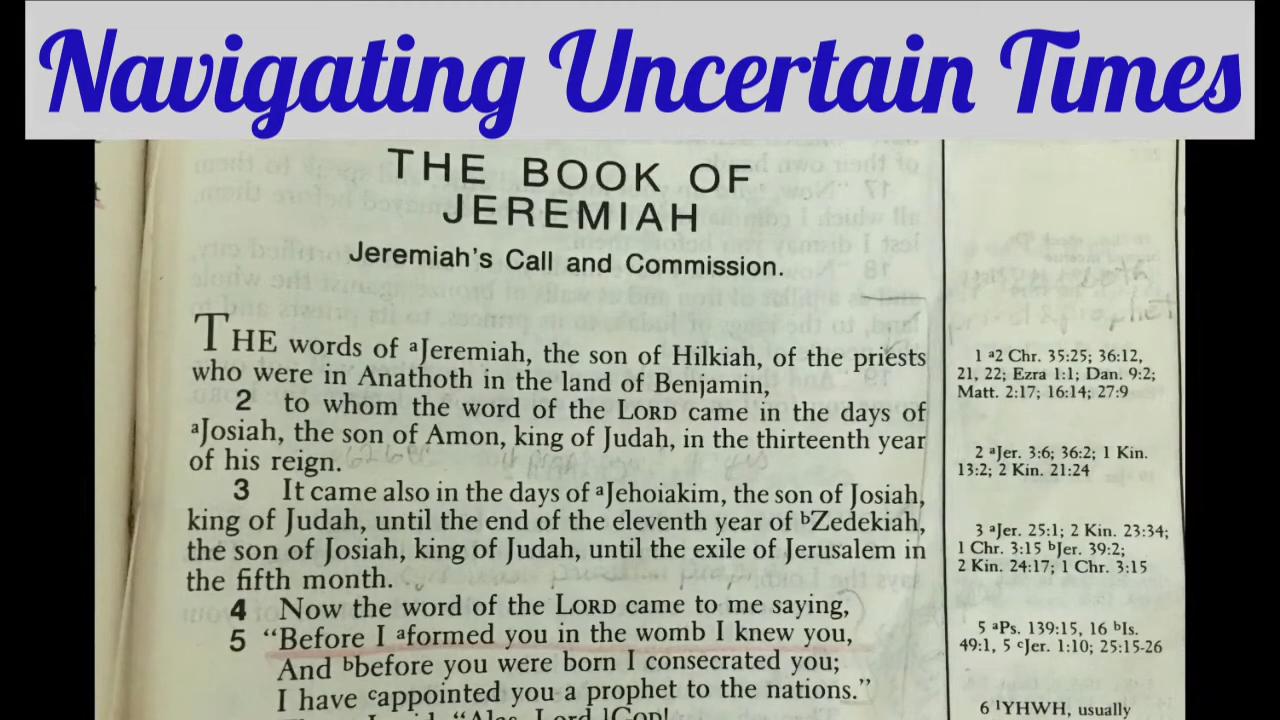 Navigating Uncertain Times
THE BOOK OF
JEREMIAH
Jeremiah's Call and Commission.
THE words of ᵃJeremiah, the son of Hilkiah, of the priests
who were in Anathoth in the land of Benjamin,
2 to whom the word of the LORD came in the days of
ᵃJosiah, the son of Amon, king of Judah, in the thirteenth year
of his reign.
3 It came also in the days of ᵃJehoiakim, the son of Josiah,
king of Judah, until the end of the eleventh year of ᵇZedekiah,
the son of Josiah, king of Judah, until the exile of Jerusalem in
the fifth month.
4 Now the word of the LORD came to me saying,
5 “Before I ᵃformed you in the womb I knew you,
And ᵇbefore you were born I consecrated you;
I have ᶜappointed you a prophet to the nations.”
1 ᵃ2 Chr. 35:25; 36:12,
21, 22; Ezra 1:1; Dan. 9:2;
Matt. 2:17; 16:14; 27:9
2 ᵃJer. 3:6; 36:2; 1 Kin.
13:2; 2 Kin. 21:24
3 ᵃJer. 25:1; 2 Kin. 23:34;
1 Chr. 3:15 ᵇJer. 39:2;
2 Kin. 24:17; 1 Chr. 3:15
5 ᵃPs. 139:15, 16 ᵇIs.
49:1, 5 ᶜJer. 1:10; 25:15-26
6 ¹YHWH, usually